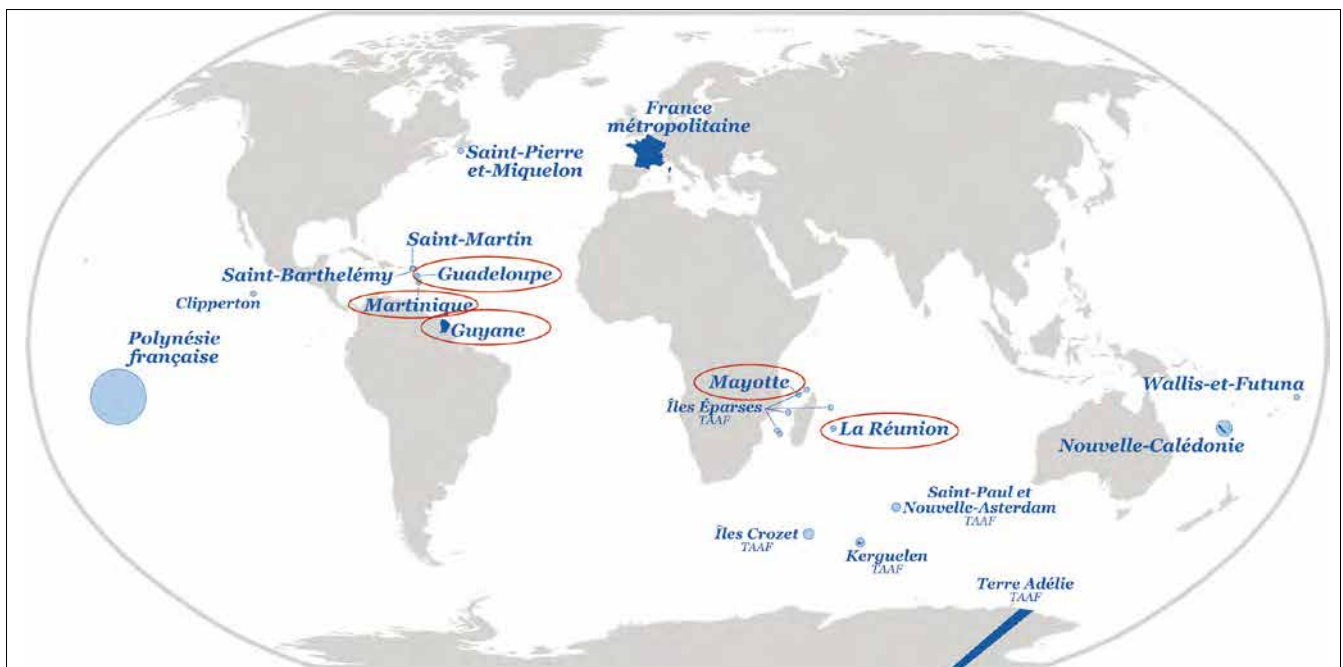 France
métropolitaine
Saint-Pierre
et-Miquelon
Saint-Martin
Saint-Barthelémy
Guadeloupe
Clipperton
Martinique
Guyane
Polynésie
française
Mayotte
Îles Éparses
TAAF
La Réunion
Wallis-et-Futuna
Nouvelle-Calédonie
Saint-Paul et
Nouvelle-Asterdam
TAAF
Îles Crozet
TAAF
Kerguelen
TAAF
Terre Adélie
TAAF